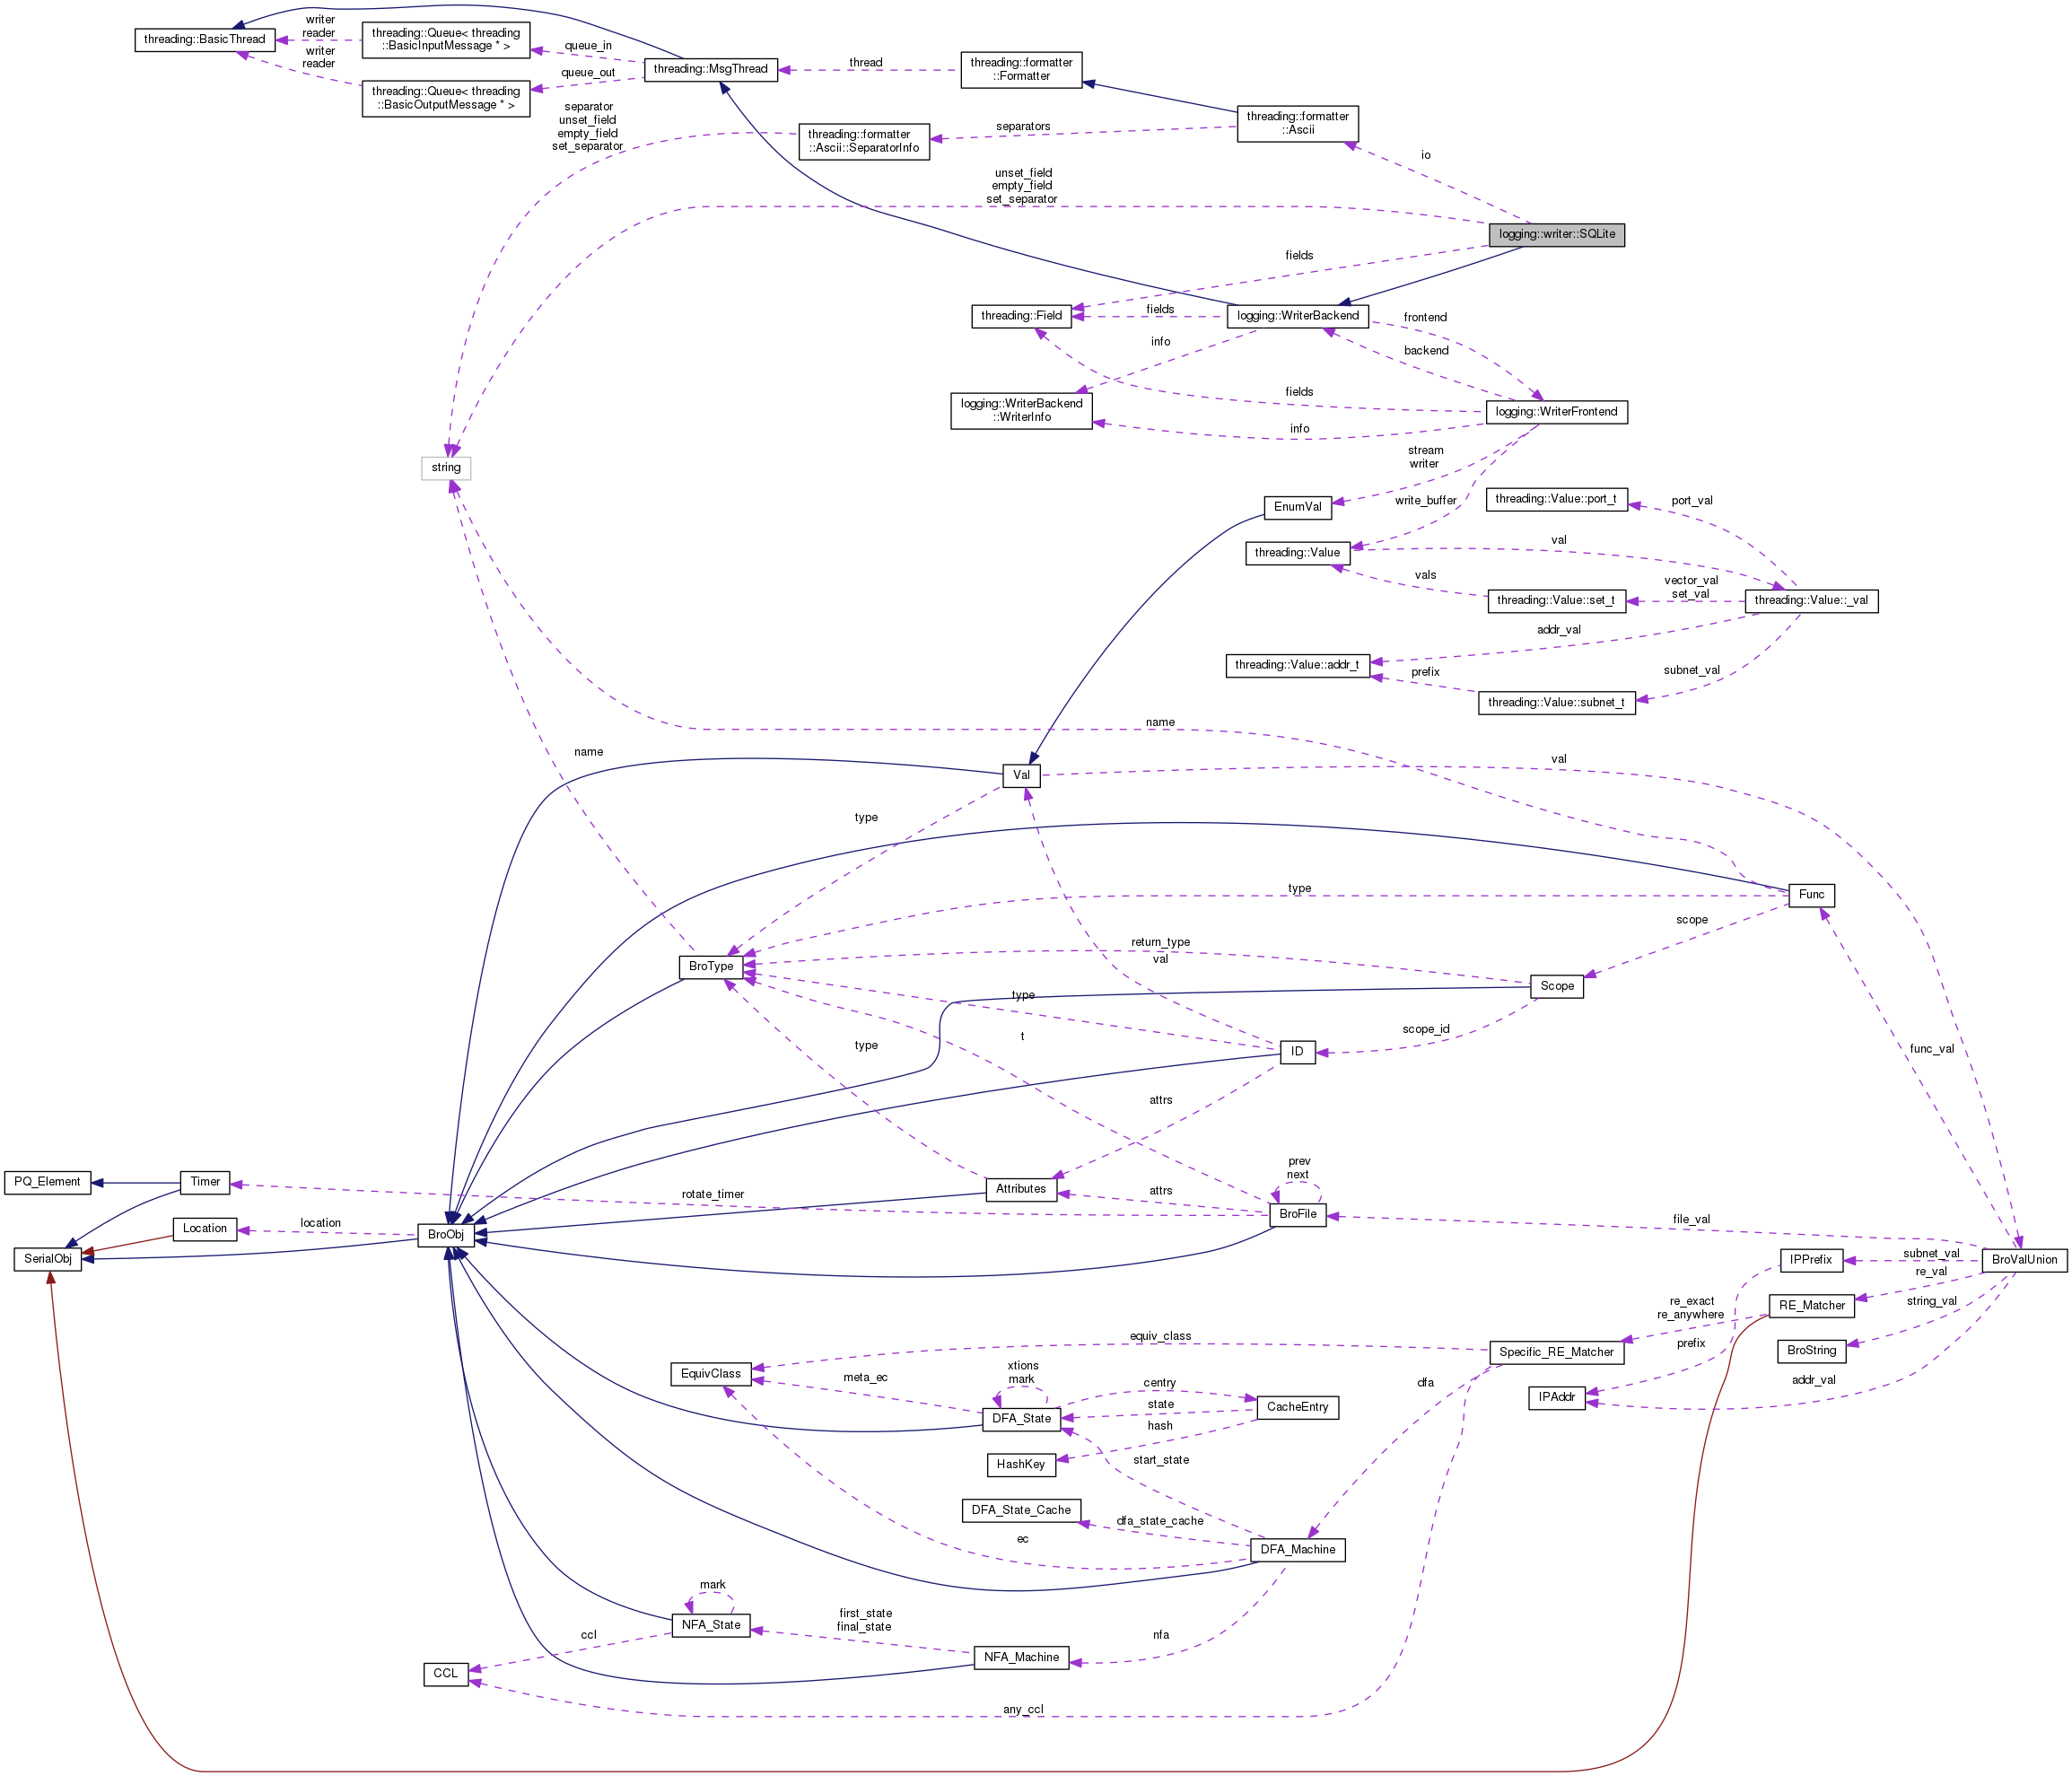 writer
reader
threading::BasicThread
threading::Queue< threading
::BasicInputMessage * >
queue_in
writer
reader
threading::MsgThread
thread
threading::formatter
::Formatter
queue_out
threading::Queue< threading
::BasicOutputMessage * >
separator
unset_field
empty_field
set_separator
threading::formatter
::Ascii::SeparatorInfo
separators
threading::formatter
::Ascii
io
unset_field
empty_field
set_separator
logging::writer::SQLite
fields
threading::Field
fields
logging::WriterBackend
frontend
info
backend
logging::WriterBackend
::WriterInfo
fields
logging::WriterFrontend
info
string
stream
writer
write_buffer
EnumVal
threading::Value::port_t
port_val
threading::Value
val
vals
threading::Value::set_t
vector_val
set_val
threading::Value::_val
addr_val
threading::Value::addr_t
prefix
subnet_val
threading::Value::subnet_t
name
name
Val
val
type
type
Func
scope
BroType
return_type
val
Scope
type
scope_id
t
type
ID
func_val
attrs
PQ_Element
Timer
rotate_timer
Attributes
attrs
prev
next
BroFile
file_val
Location
location
BroObj
SerialObj
IPPrefix
subnet_val
BroValUnion
re_val
RE_Matcher
string_val
re_exact
re_anywhere
prefix
BroString
addr_val
IPAddr
equiv_class
Specific_RE_Matcher
EquivClass
meta_ec
xtions
mark
centry
DFA_State
state
CacheEntry
hash
dfa
HashKey
start_state
DFA_State_Cache
dfa_state_cache
ec
DFA_Machine
mark
NFA_State
first_state
final_state
nfa
ccl
NFA_Machine
CCL
any_ccl